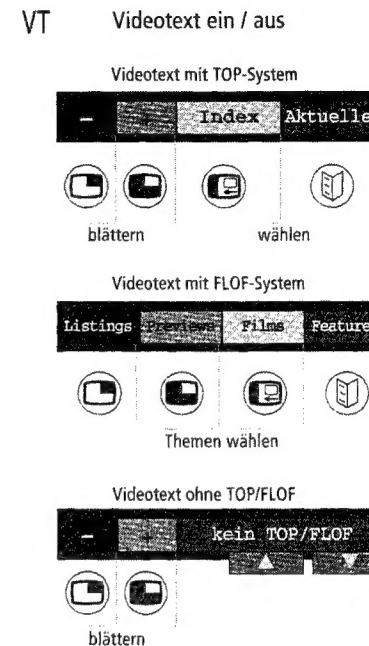 VT Videotext ein / aus
Videotext mit TOP-System
– + Index Aktuelle
blättern wählen
Videotext mit FLOF-System
Listings Previews Films Feature
Themen wählen
Videotext ohne TOP/FLOF
– + kein TOP/FLOF
blättern